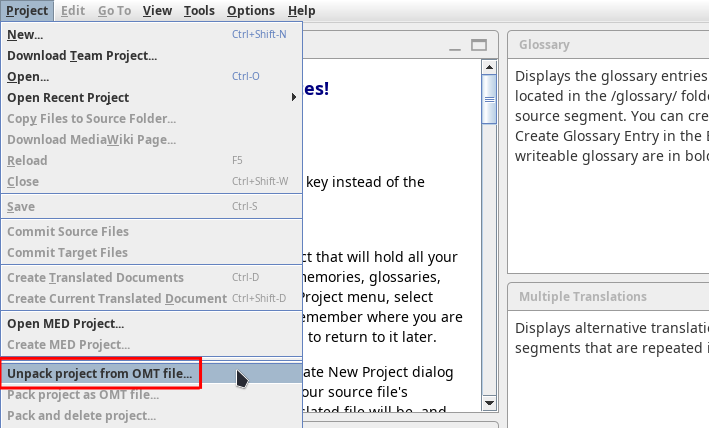 Project Edit Go To View Tools Options Help
New... Ctrl+Shift-N
Download Team Project...
Open... Ctrl-O
Open Recent Project
Copy Files to Source Folder...
Download MediaWiki Page...
Reload F5
Close Ctrl+Shift-W
Save Ctrl-S
Commit Source Files
Commit Target Files
Create Translated Documents Ctrl-D
Create Current Translated Document Ctrl+Shift-D
Open MED Project...
Create MED Project...
Unpack project from OMT file...
Pack project as OMT file...
Pack and delete project...
es!
key instead of the
ct that will hold all your
nemories, glossaries,
Project menu, select
emember where you are
to return to it later.
ate New Project dialog
our source file's
lated file will be, and
Glossary
Displays the glossary entries
located in the /glossary/ folde
source segment. You can cre
Create Glossary Entry in the E
writeable glossary are in bold
Multiple Translations
Displays alternative translatio
segments that are repeated i